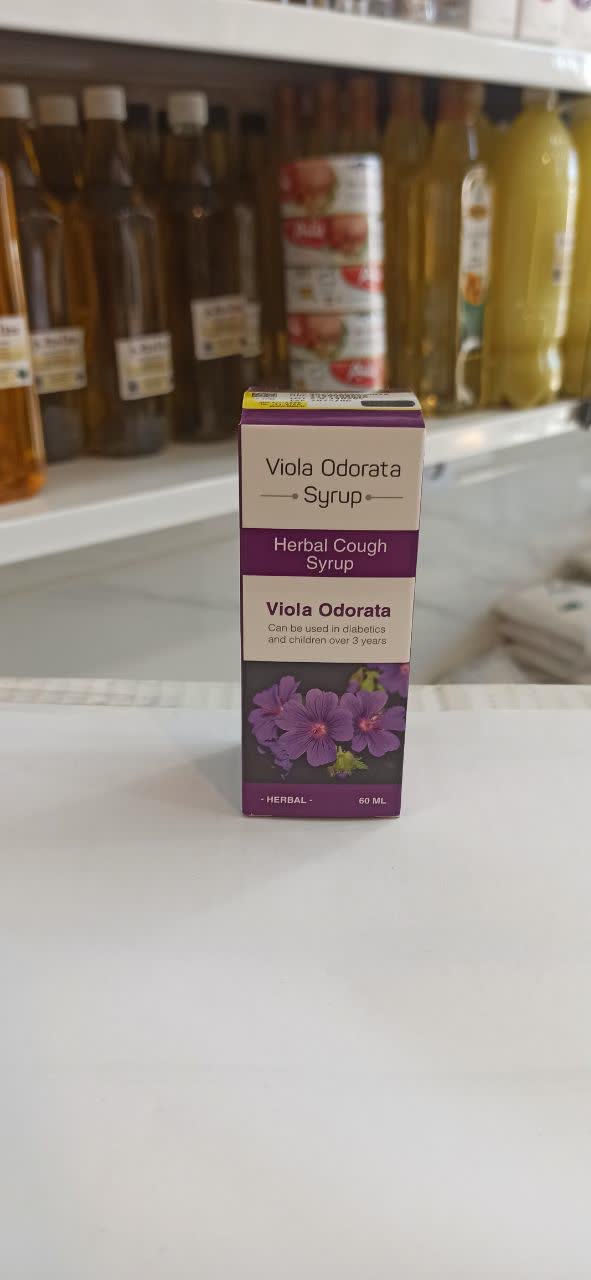 Viola Odorata
Syrup
Herbal Cough
Syrup
Viola Odorata
Can be used in diabetics
and children over 3 years
- HERBAL -
60 ML